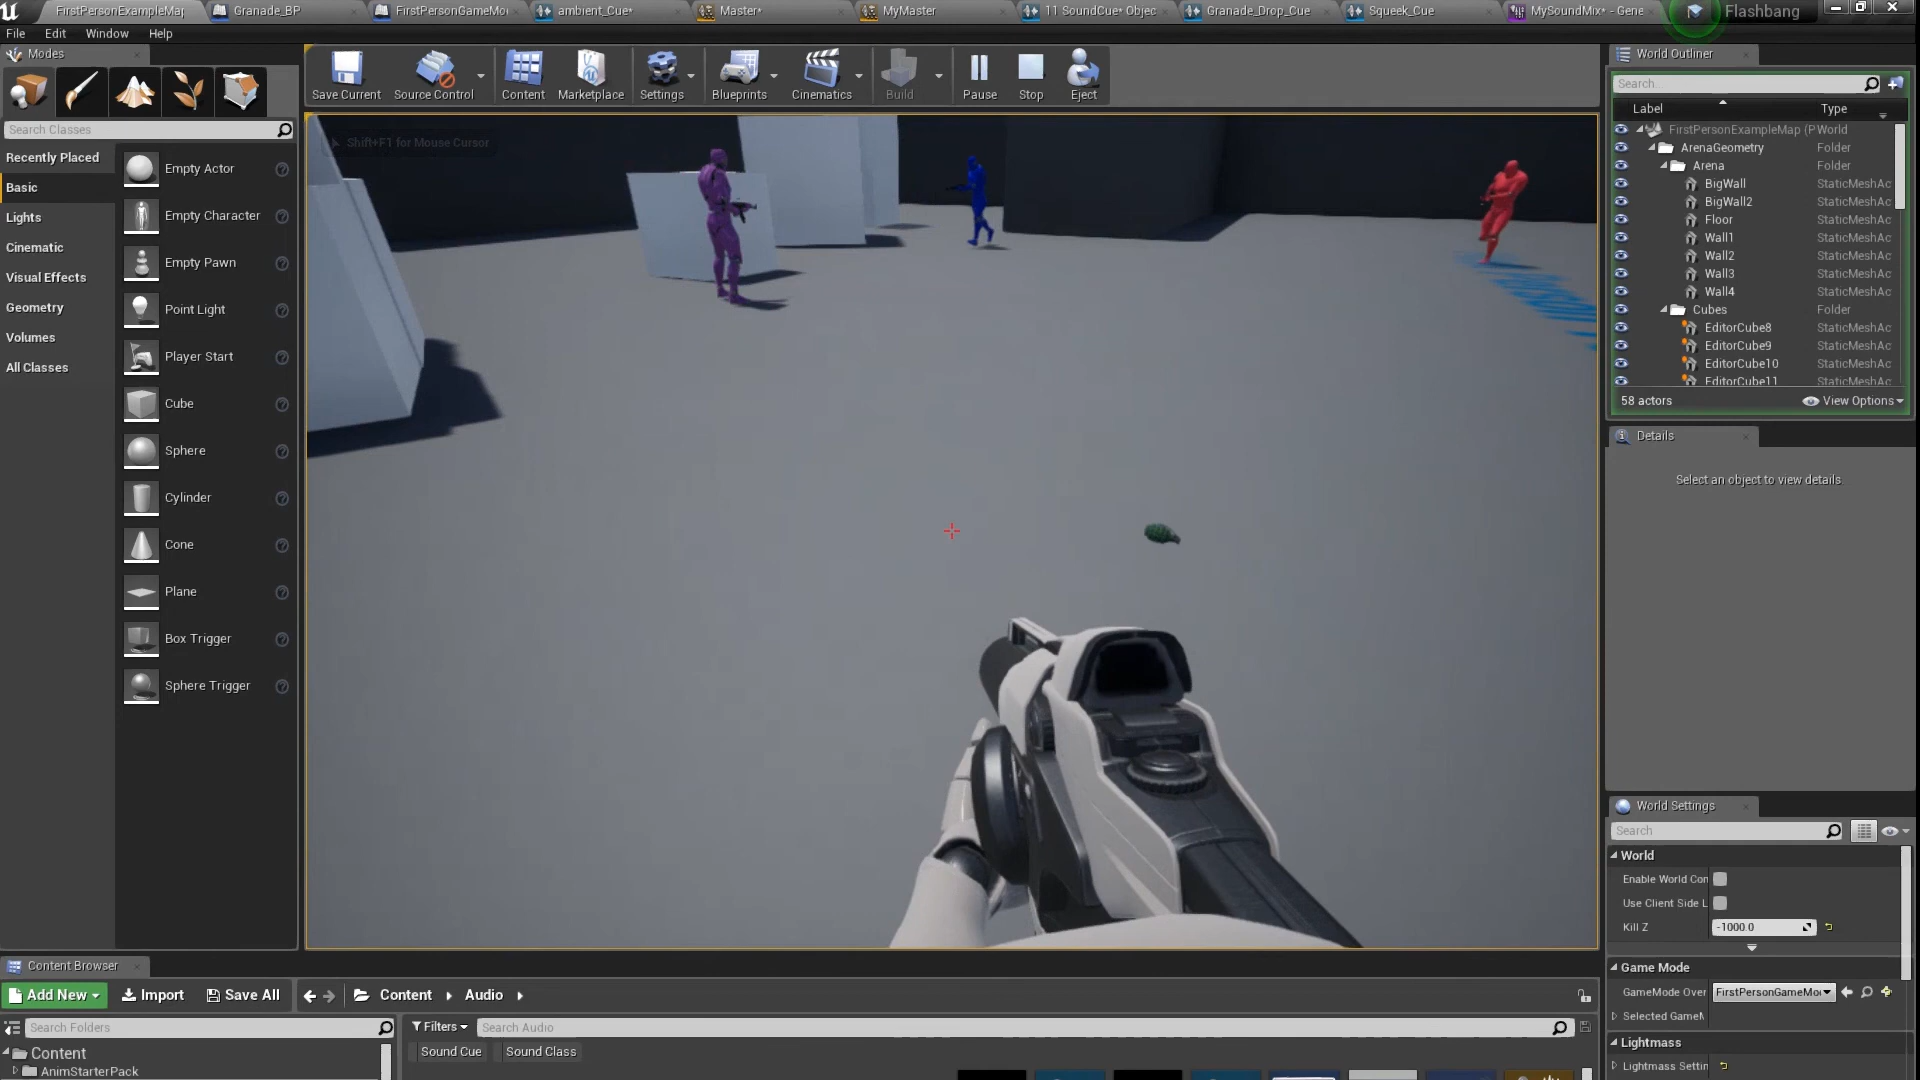 FirstPersonExampleMap
Granade_BP
FirstPersonGameMo
ambient_Cue*
Master*
MyMaster
11 SoundCue* Objec
Granade_Drop_Cue
Squeek_Cue
MySoundMix* - Gene
Flashbang
File
Edit
Window
Help
Modes
Save Current
Source Control
Content
Marketplace
Settings
Blueprints
Cinematics
Build
Pause
Stop
Eject
Search Classes
Recently Placed
Basic
Lights
Cinematic
Visual Effects
Geometry
Volumes
All Classes
Empty Actor
Empty Character
Empty Pawn
Point Light
Player Start
Cube
Sphere
Cylinder
Cone
Plane
Box Trigger
Sphere Trigger
Shift+F1 for Mouse Cursor
World Outliner
Search...
Label Type
FirstPersonExampleMap (P World
ArenaGeometry Folder
Arena Folder
BigWall StaticMeshAc
BigWall2 StaticMeshAc
Floor StaticMeshAc
Wall1 StaticMeshAc
Wall2 StaticMeshAc
Wall3 StaticMeshAc
Wall4 StaticMeshAc
Cubes Folder
EditorCube8 StaticMeshAc
EditorCube9 StaticMeshAc
EditorCube10 StaticMeshAc
EditorCube11 StaticMeshAc
58 actors View Options
Details
Select an object to view details.
World Settings
Search
World
Enable World Con
Use Client Side L
Kill Z -1000.0
Game Mode
GameMode Over FirstPersonGameMo
Selected GameM
Lightmass
Lightmass Settin
Content Browser
Add New Import Save All Content Audio
Search Folders
Filters Search Audio
Content
AnimStarterPack
Sound Cue Sound Class